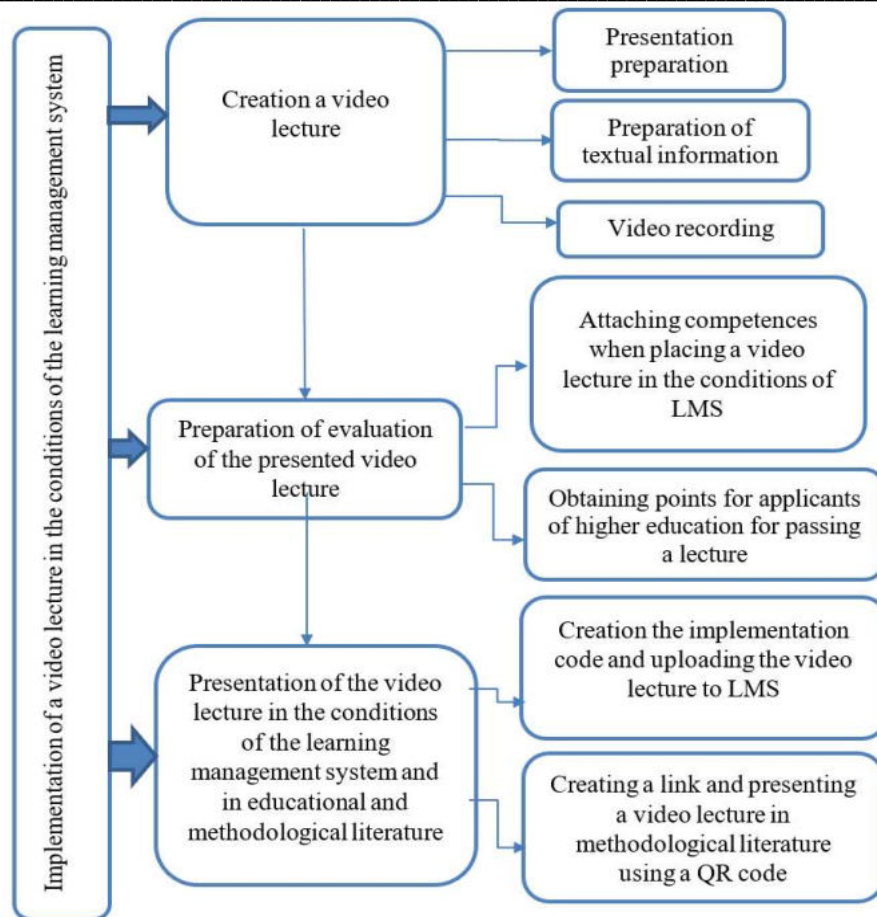 Implementation of a video lecture in the conditions of the learning management system
Creation a video
lecture
Presentation
preparation
Preparation of
textual information
Video recording
Preparation of evaluation
of the presented video
lecture
Attaching competences
when placing a video
lecture in the conditions of
LMS
Obtaining points for applicants
of higher education for passing
a lecture
Presentation of the video
lecture in the conditions
of the learning
management system and
in educational and
methodological literature
Creation the implementation
code and uploading the video
lecture to LMS
Creating a link and presenting
a video lecture in
methodological literature
using a QR code